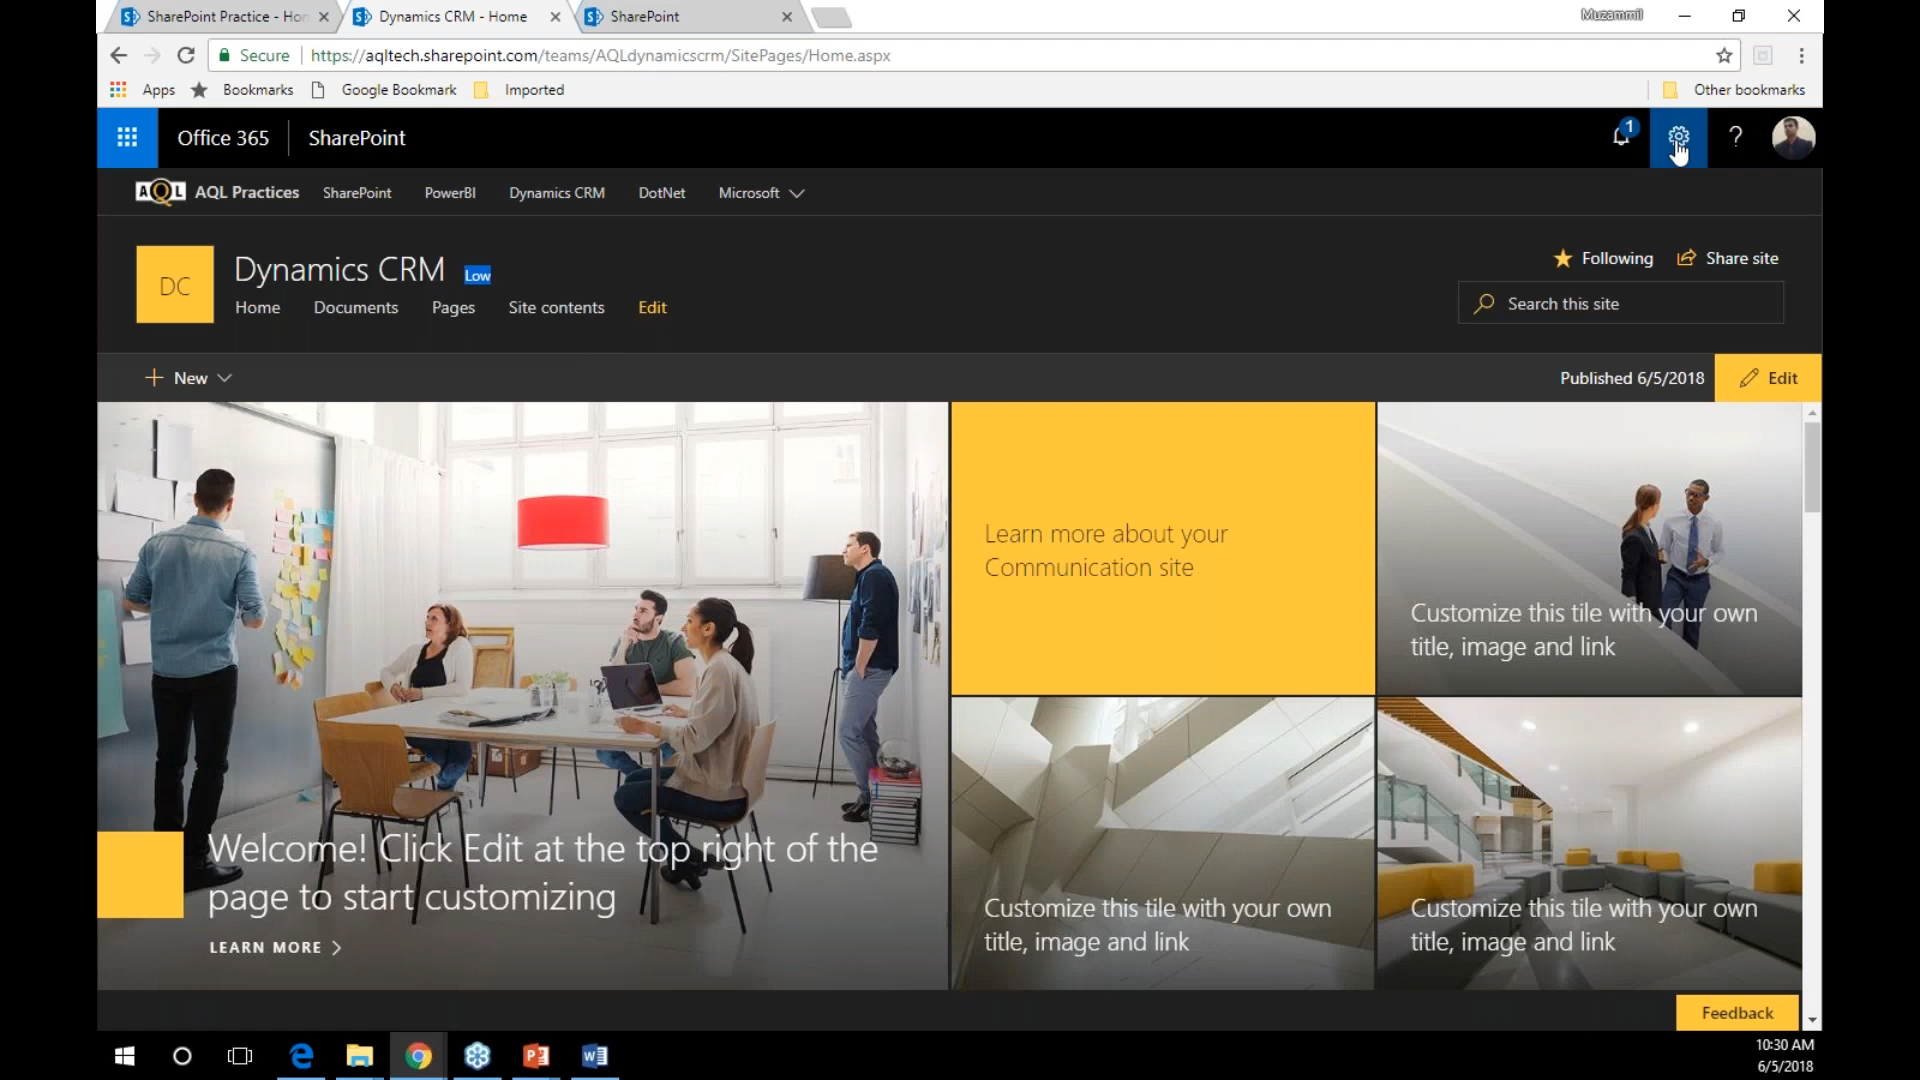 SharePoint Practice - Hor
Dynamics CRM - Home
SharePoint
Muzammil
Secure
https://aqltech.sharepoint.com/teams/AQLdynamicscrm/SitePages/Home.aspx
Apps
Bookmarks
Google Bookmark
Imported
Other bookmarks
Office 365
SharePoint
1
?
AQL
AQL Practices
SharePoint
PowerBI
Dynamics CRM
DotNet
Microsoft
DC
Dynamics CRM
Low
Following
Share site
Home
Documents
Pages
Site contents
Edit
Search this site
New
Published 6/5/2018
Edit
Welcome! Click Edit at the top right of the
page to start customizing
LEARN MORE
Learn more about your
Communication site
Customize this tile with your own
title, image and link
Customize this tile with your own
title, image and link
Customize this tile with your own
title, image and link
Feedback
10:30 AM
6/5/2018